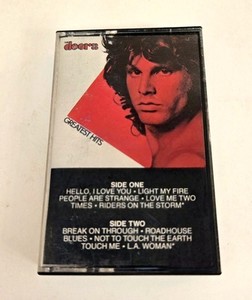 THE
doors
GREATEST HITS
SIDE ONE
HELLO, I LOVE YOU • LIGHT MY FIRE
PEOPLE ARE STRANGE • LOVE ME TWO
TIMES • RIDERS ON THE STORM*
SIDE TWO
BREAK ON THROUGH • ROADHOUSE
BLUES • NOT TO TOUCH THE EARTH
TOUCH ME • L.A. WOMAN*